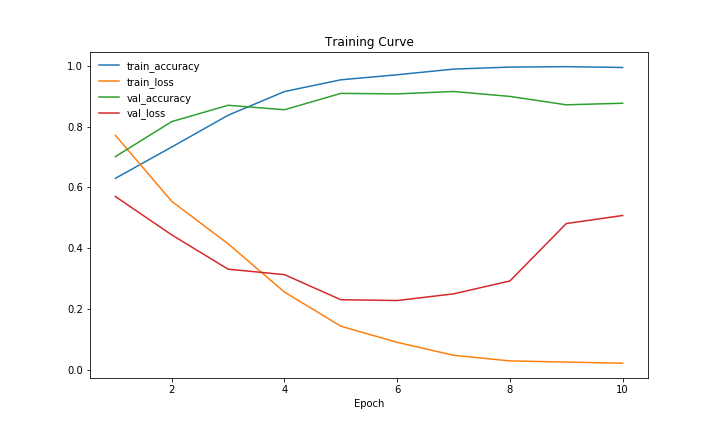 Training Curve
1.0
0.8
0.6
0.4
0.2
0.0
train_accuracy
train_loss
val_accuracy
val_loss
2 4 6 8 10
Epoch